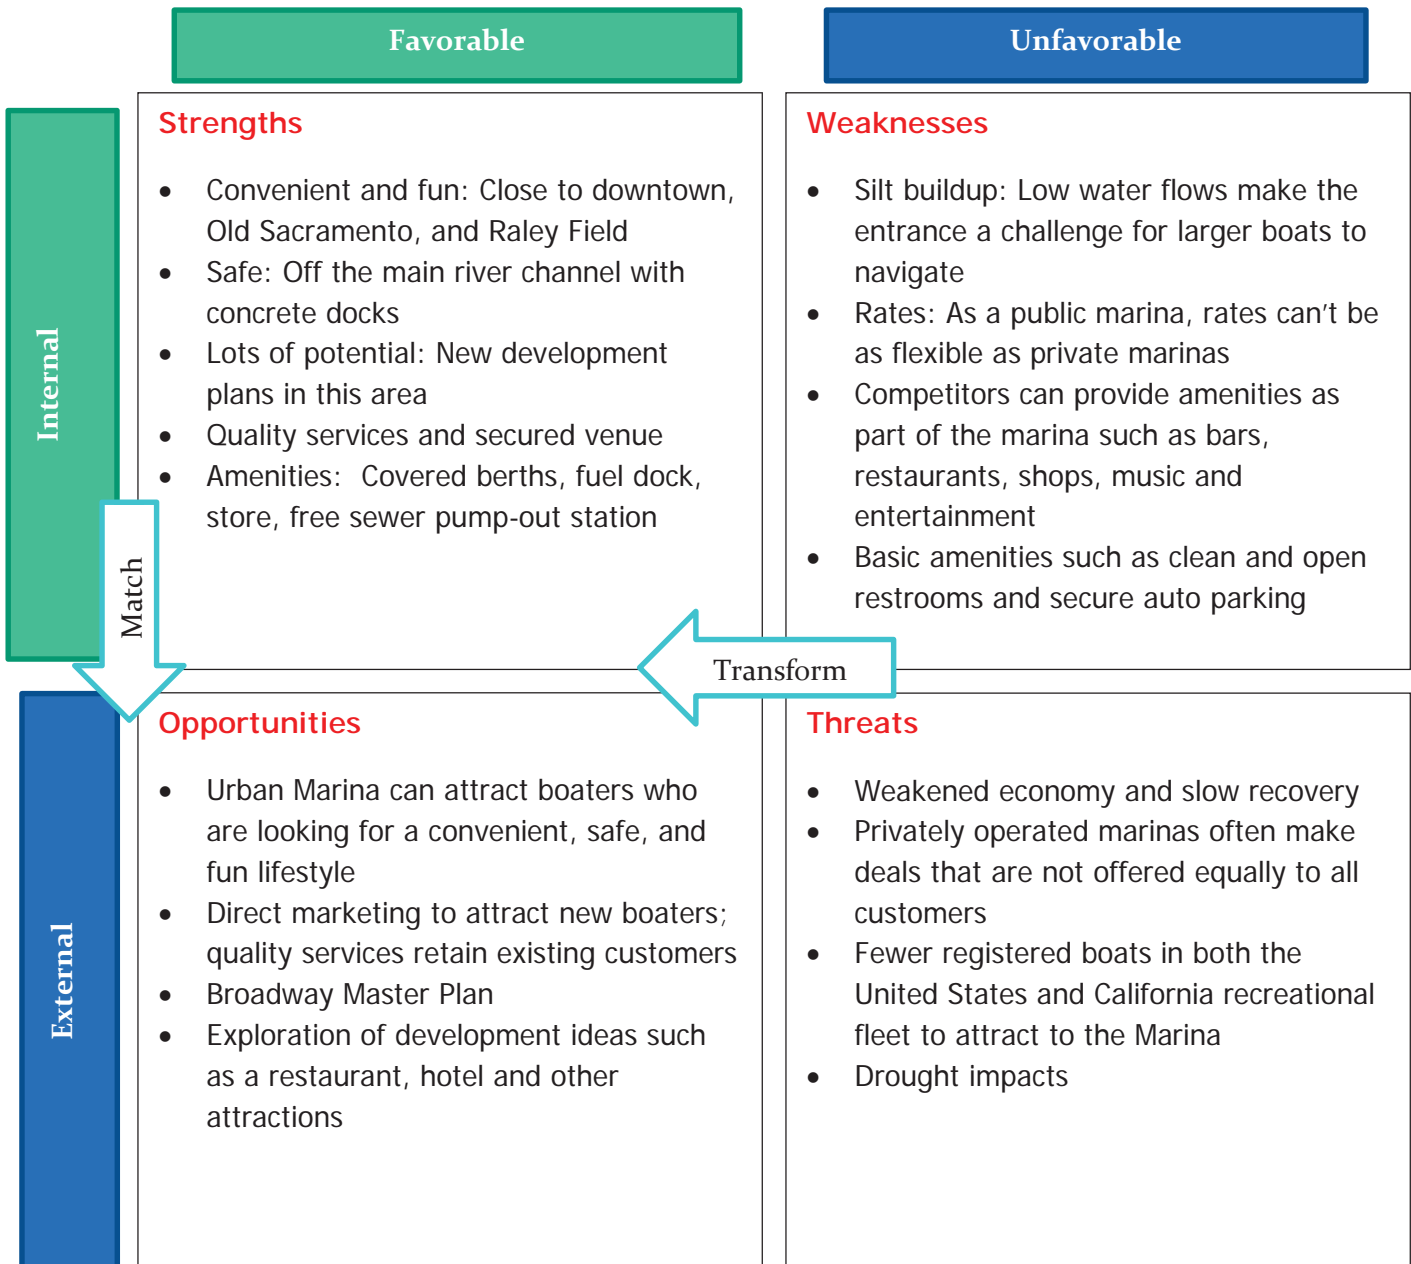 Favorable
Unfavorable
Internal
Strengths
• Convenient and fun: Close to downtown,
Old Sacramento, and Raley Field
• Safe: Off the main river channel with
concrete docks
• Lots of potential: New development
plans in this area
• Quality services and secured venue
• Amenities:  Covered berths, fuel dock,
store, free sewer pump-out station
Weaknesses
• Silt buildup: Low water flows make the
entrance a challenge for larger boats to
navigate
• Rates: As a public marina, rates can’t be
as flexible as private marinas
• Competitors can provide amenities as
part of the marina such as bars,
restaurants, shops, music and
entertainment
• Basic amenities such as clean and open
restrooms and secure auto parking
Match
Transform
External
Opportunities
• Urban Marina can attract boaters who
are looking for a convenient, safe, and
fun lifestyle
• Direct marketing to attract new boaters;
quality services retain existing customers
• Broadway Master Plan
• Exploration of development ideas such
as a restaurant, hotel and other
attractions
Threats
• Weakened economy and slow recovery
• Privately operated marinas often make
deals that are not offered equally to all
customers
• Fewer registered boats in both the
United States and California recreational
fleet to attract to the Marina
• Drought impacts